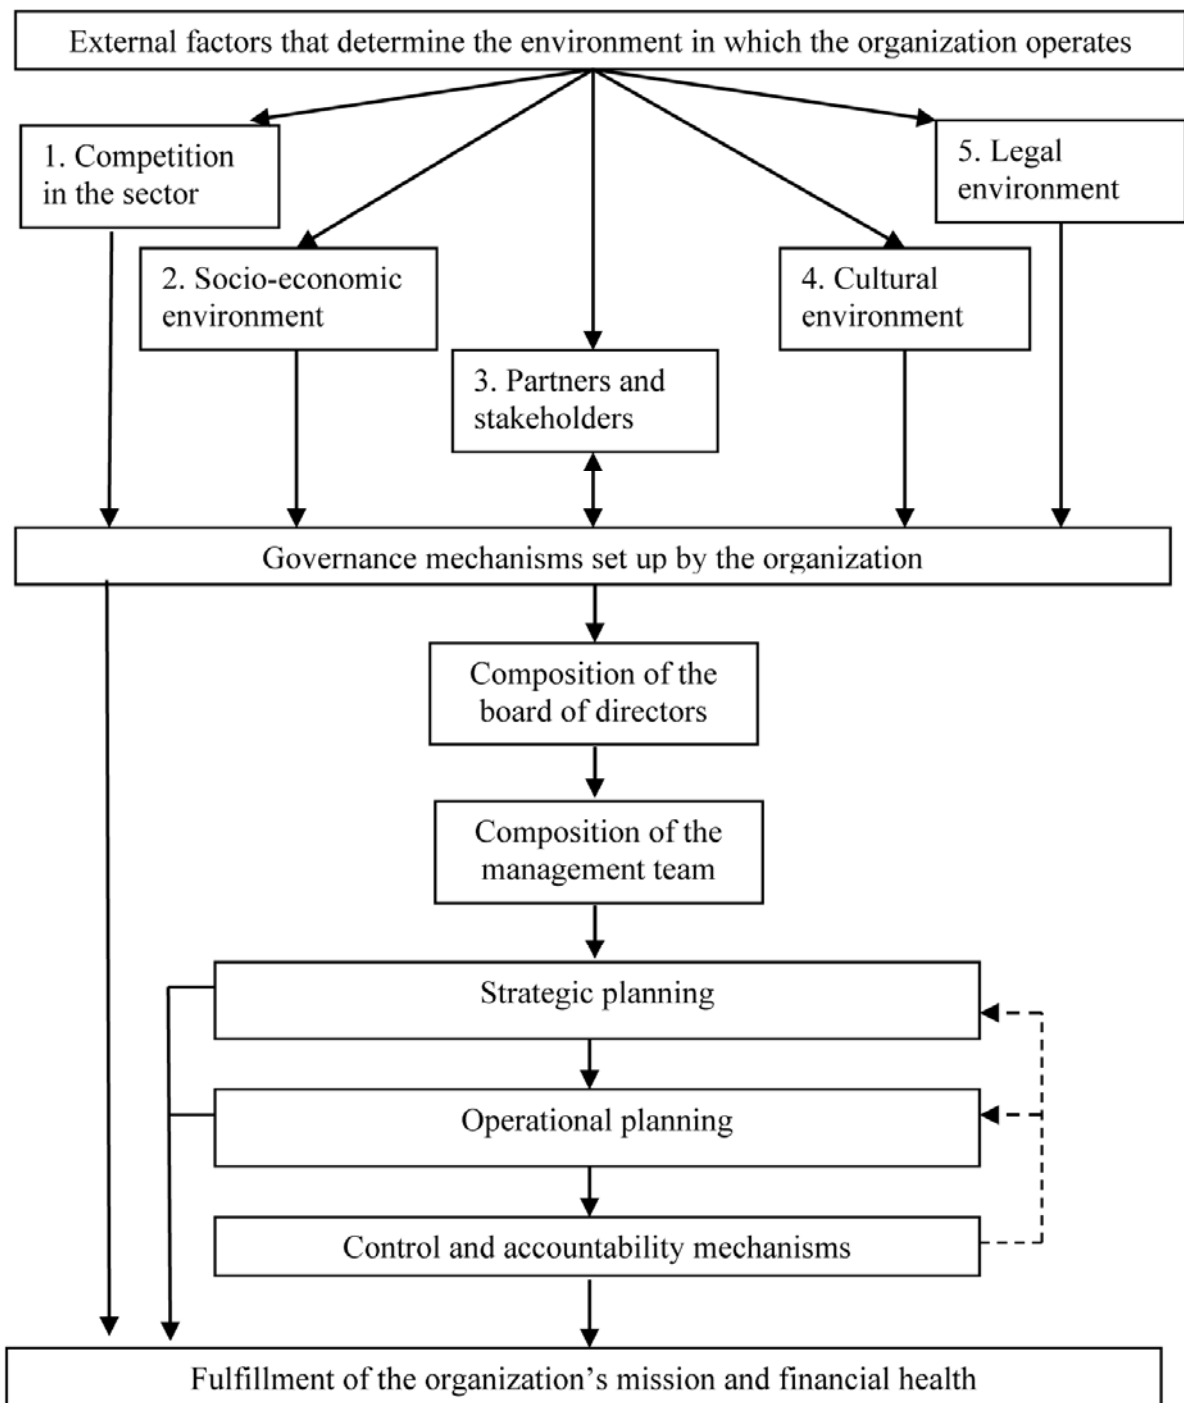 External factors that determine the environment in which the organization operates
1. Competition
in the sector
5. Legal
environment
2. Socio-economic
environment
4. Cultural
environment
3. Partners and
stakeholders
Governance mechanisms set up by the organization
Composition of the
board of directors
Composition of the
management team
Strategic planning
Operational planning
Control and accountability mechanisms
Fulfillment of the organization’s mission and financial health